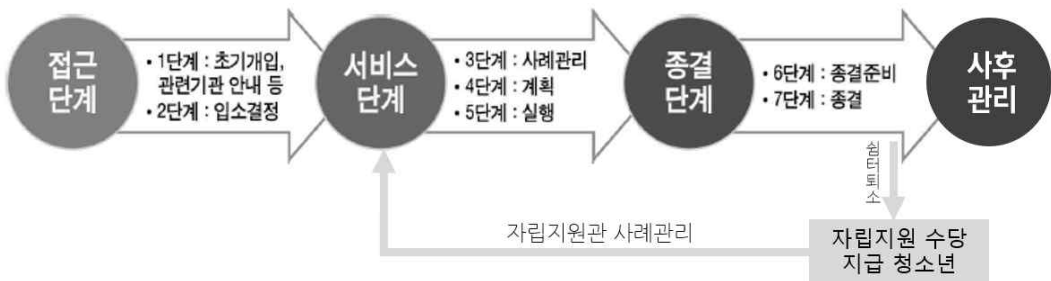 접근
단계
• 1단계 : 초기개입,
관련기관 안내 등
• 2단계 : 입소결정
서비스
단계
• 3단계 : 사례관리
• 4단계 : 계획
• 5단계 : 실행
종결
단계
• 6단계 : 종결준비
• 7단계 : 종결
사후
관리
쉼터퇴소
자립지원관 사례관리
자립지원 수당
지급 청소년